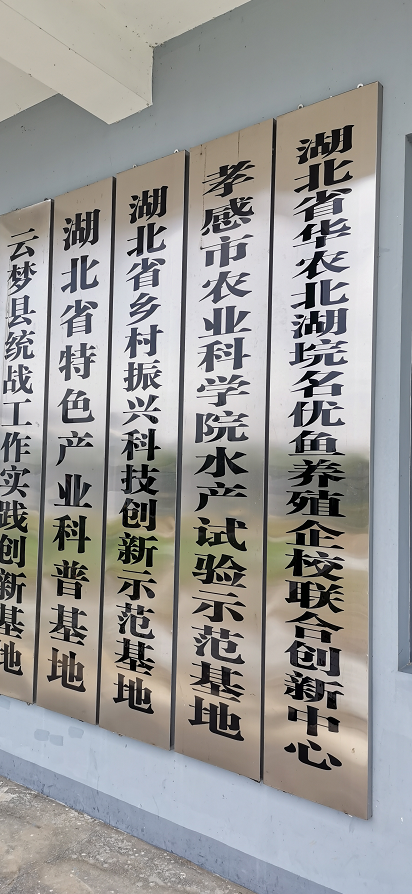 湖北省华农北湖垸名优鱼养殖企校联合创新中心
孝感市农业科学院水产试验示范基地
湖北省乡村振兴科技创新示范基地
湖北省特色产业科普基地
云梦县统战工作实践创新基地